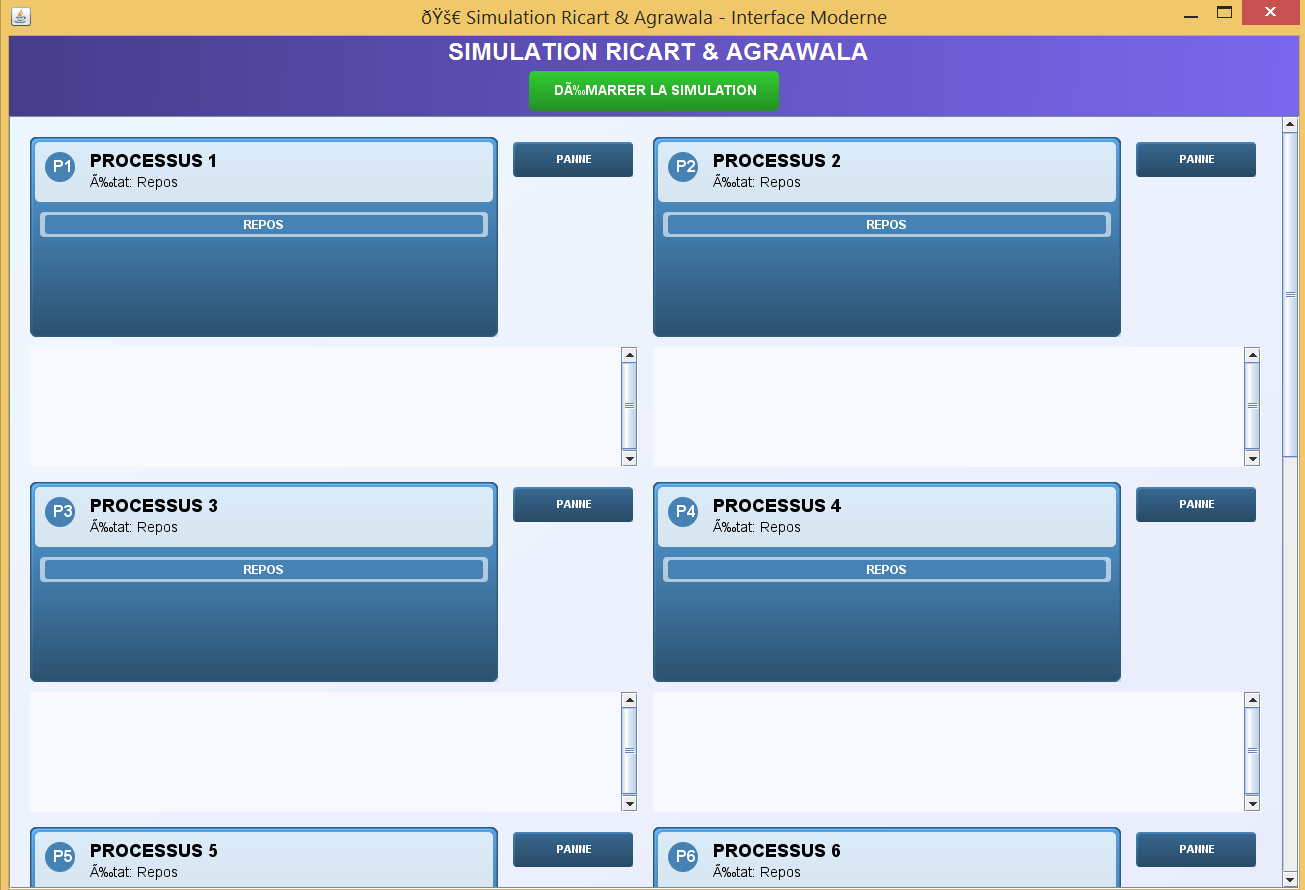 ðŸš€ Simulation Ricart & Agrawala - Interface Moderne
SIMULATION RICART & AGRAWALA
DÃ‰MARRER LA SIMULATION
P1
PROCESSUS 1
Ã‰tat: Repos
REPOS
PANNE
P2
PROCESSUS 2
Ã‰tat: Repos
REPOS
PANNE
P3
PROCESSUS 3
Ã‰tat: Repos
REPOS
PANNE
P4
PROCESSUS 4
Ã‰tat: Repos
REPOS
PANNE
P5
PROCESSUS 5
Ã‰tat: Repos
PANNE
P6
PROCESSUS 6
Ã‰tat: Repos
PANNE